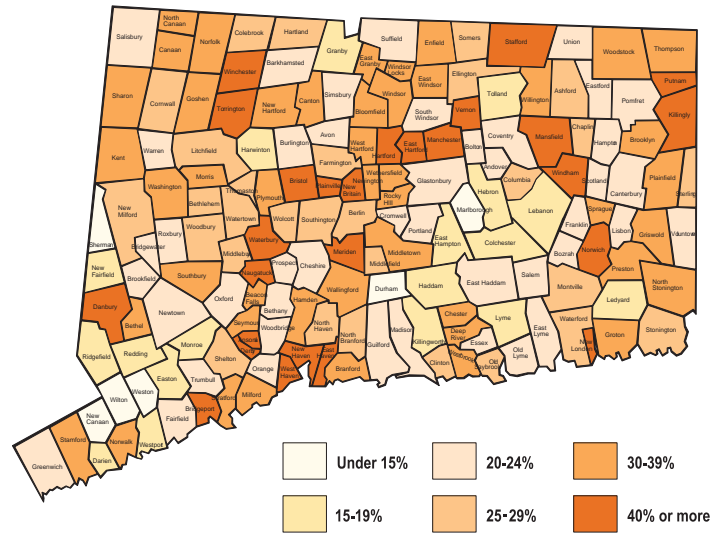 Salisbury
North
Canaan
Canaan
Norfolk
Colebrook
Hartland
Granby
Suffield
Enfield
Somers
Stafford
Union
Woodstock
Thompson
Winchester
Barkhamsted
East
Granby
Windsor
Locks
East
Windsor
Ellington
Tolland
Willington
Ashford
Eastford
Pomfret
Putnam
Killingly
Sharon
Cornwall
Goshen
Torrington
New
Hartford
Canton
Simsbury
Bloomfield
Windsor
South
Windsor
Vernon
Coventry
Mansfield
Chaplin
Hampton
Brooklyn
Kent
Warren
Litchfield
Harwinton
Burlington
Avon
West
Hartford
Hartford
East
Hartford
Manchester
Bolton
Andover
Windham
Scotland
Canterbury
Plainfield
Sterling
Morris
Washington
Bethlehem
Thomaston
Plymouth
Bristol
Farmington
Plainville
New
Britain
Newington
Wethersfield
Rocky
Hill
Glastonbury
Hebron
Columbia
Lebanon
New
Milford
Roxbury
Woodbury
Watertown
Wolcott
Southington
Berlin
Cromwell
Portland
Marlborough
East
Hampton
Colchester
Franklin
Sprague
Lisbon
Griswold
Voluntown
Sherman
Bridgewater
Middlebury
Waterbury
Prospect
Cheshire
Meriden
Middletown
Middlefield
Bozrah
Norwich
Preston
North
Stonington
New
Fairfield
Brookfield
Southbury
Naugatuck
Wallingford
Durham
Haddam
East Haddam
Salem
Montville
Ledyard
Danbury
Bethel
Newtown
Oxford
Beacon
Falls
Bethany
Hamden
North
Haven
North
Branford
Guilford
Madison
Killingworth
Chester
Deep
River
Essex
Lyme
East
Lyme
Waterford
Groton
Stonington
New
London
Ridgefield
Redding
Monroe
Seymour
Ansonia
Derby
Woodbridge
Shelton
Orange
New
Haven
West
Haven
East
Haven
Branford
Clinton
Westbrook
Old
Saybrook
Old
Lyme
Wilton
Weston
Easton
Trumbull
Stratford
Milford
Bridgeport
Fairfield
New
Canaan
Westport
Norwalk
Darien
Stamford
Greenwich
Under 15%
20-24%
30-39%
15-19%
25-29%
40% or more